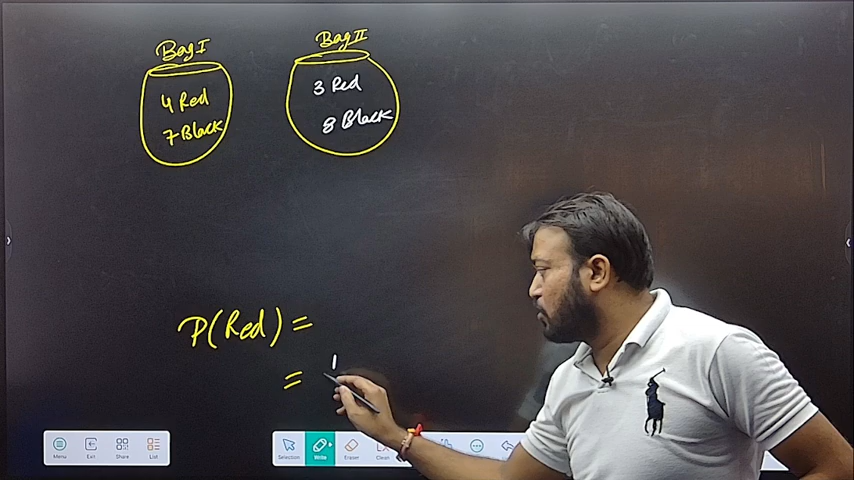 Bag I
Bag II
4 Red
7 Black
3 Red
8 Black
P(Red) =
= 1
Menu
Exit
Share
List
Selection
Write
Eraser
Clean